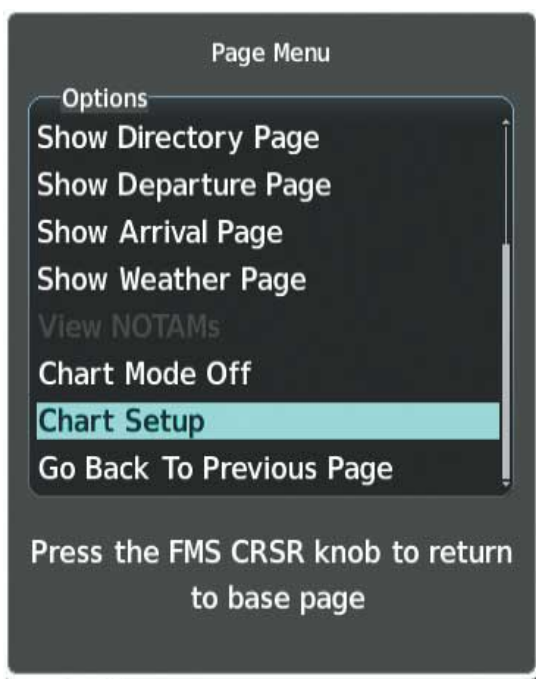 Page Menu
Options
Show Directory Page
Show Departure Page
Show Arrival Page
Show Weather Page
View NOTAMs
Chart Mode Off
Chart Setup
Go Back To Previous Page
Press the FMS CRSR knob to return
to base page